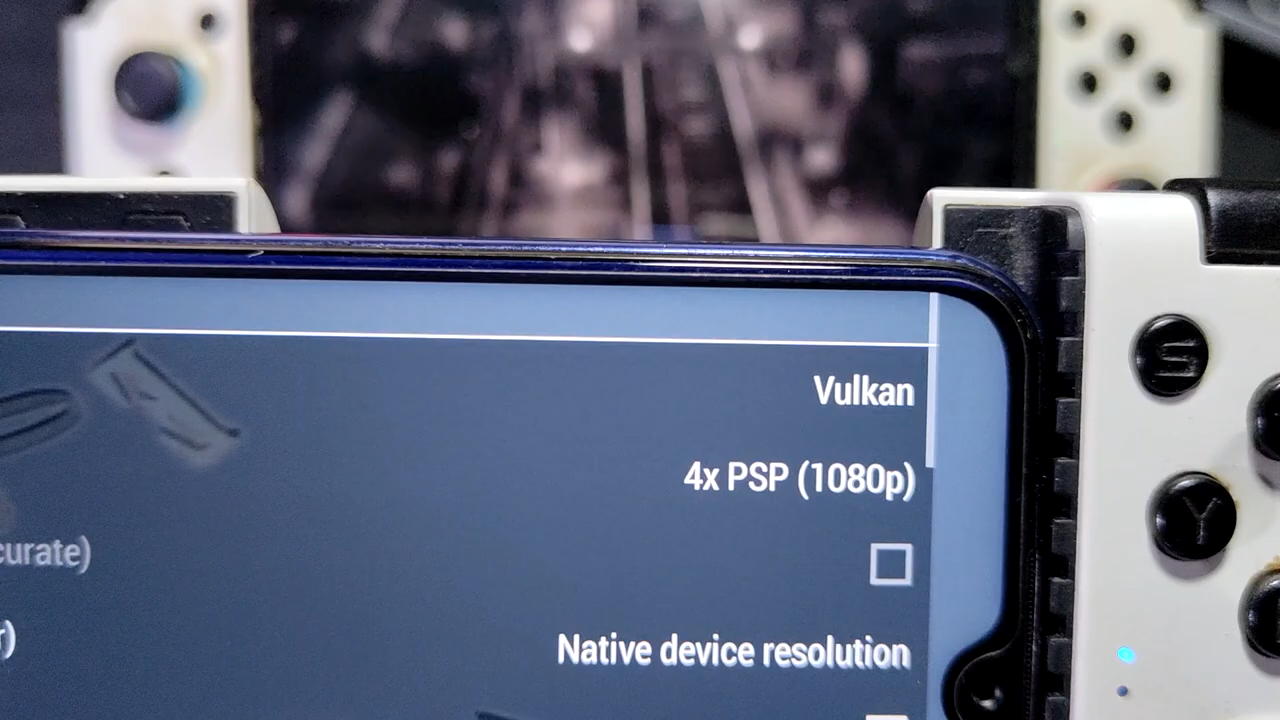 Vulkan
4x PSP (1080p)
curate)
r)
Native device resolution
S
Y